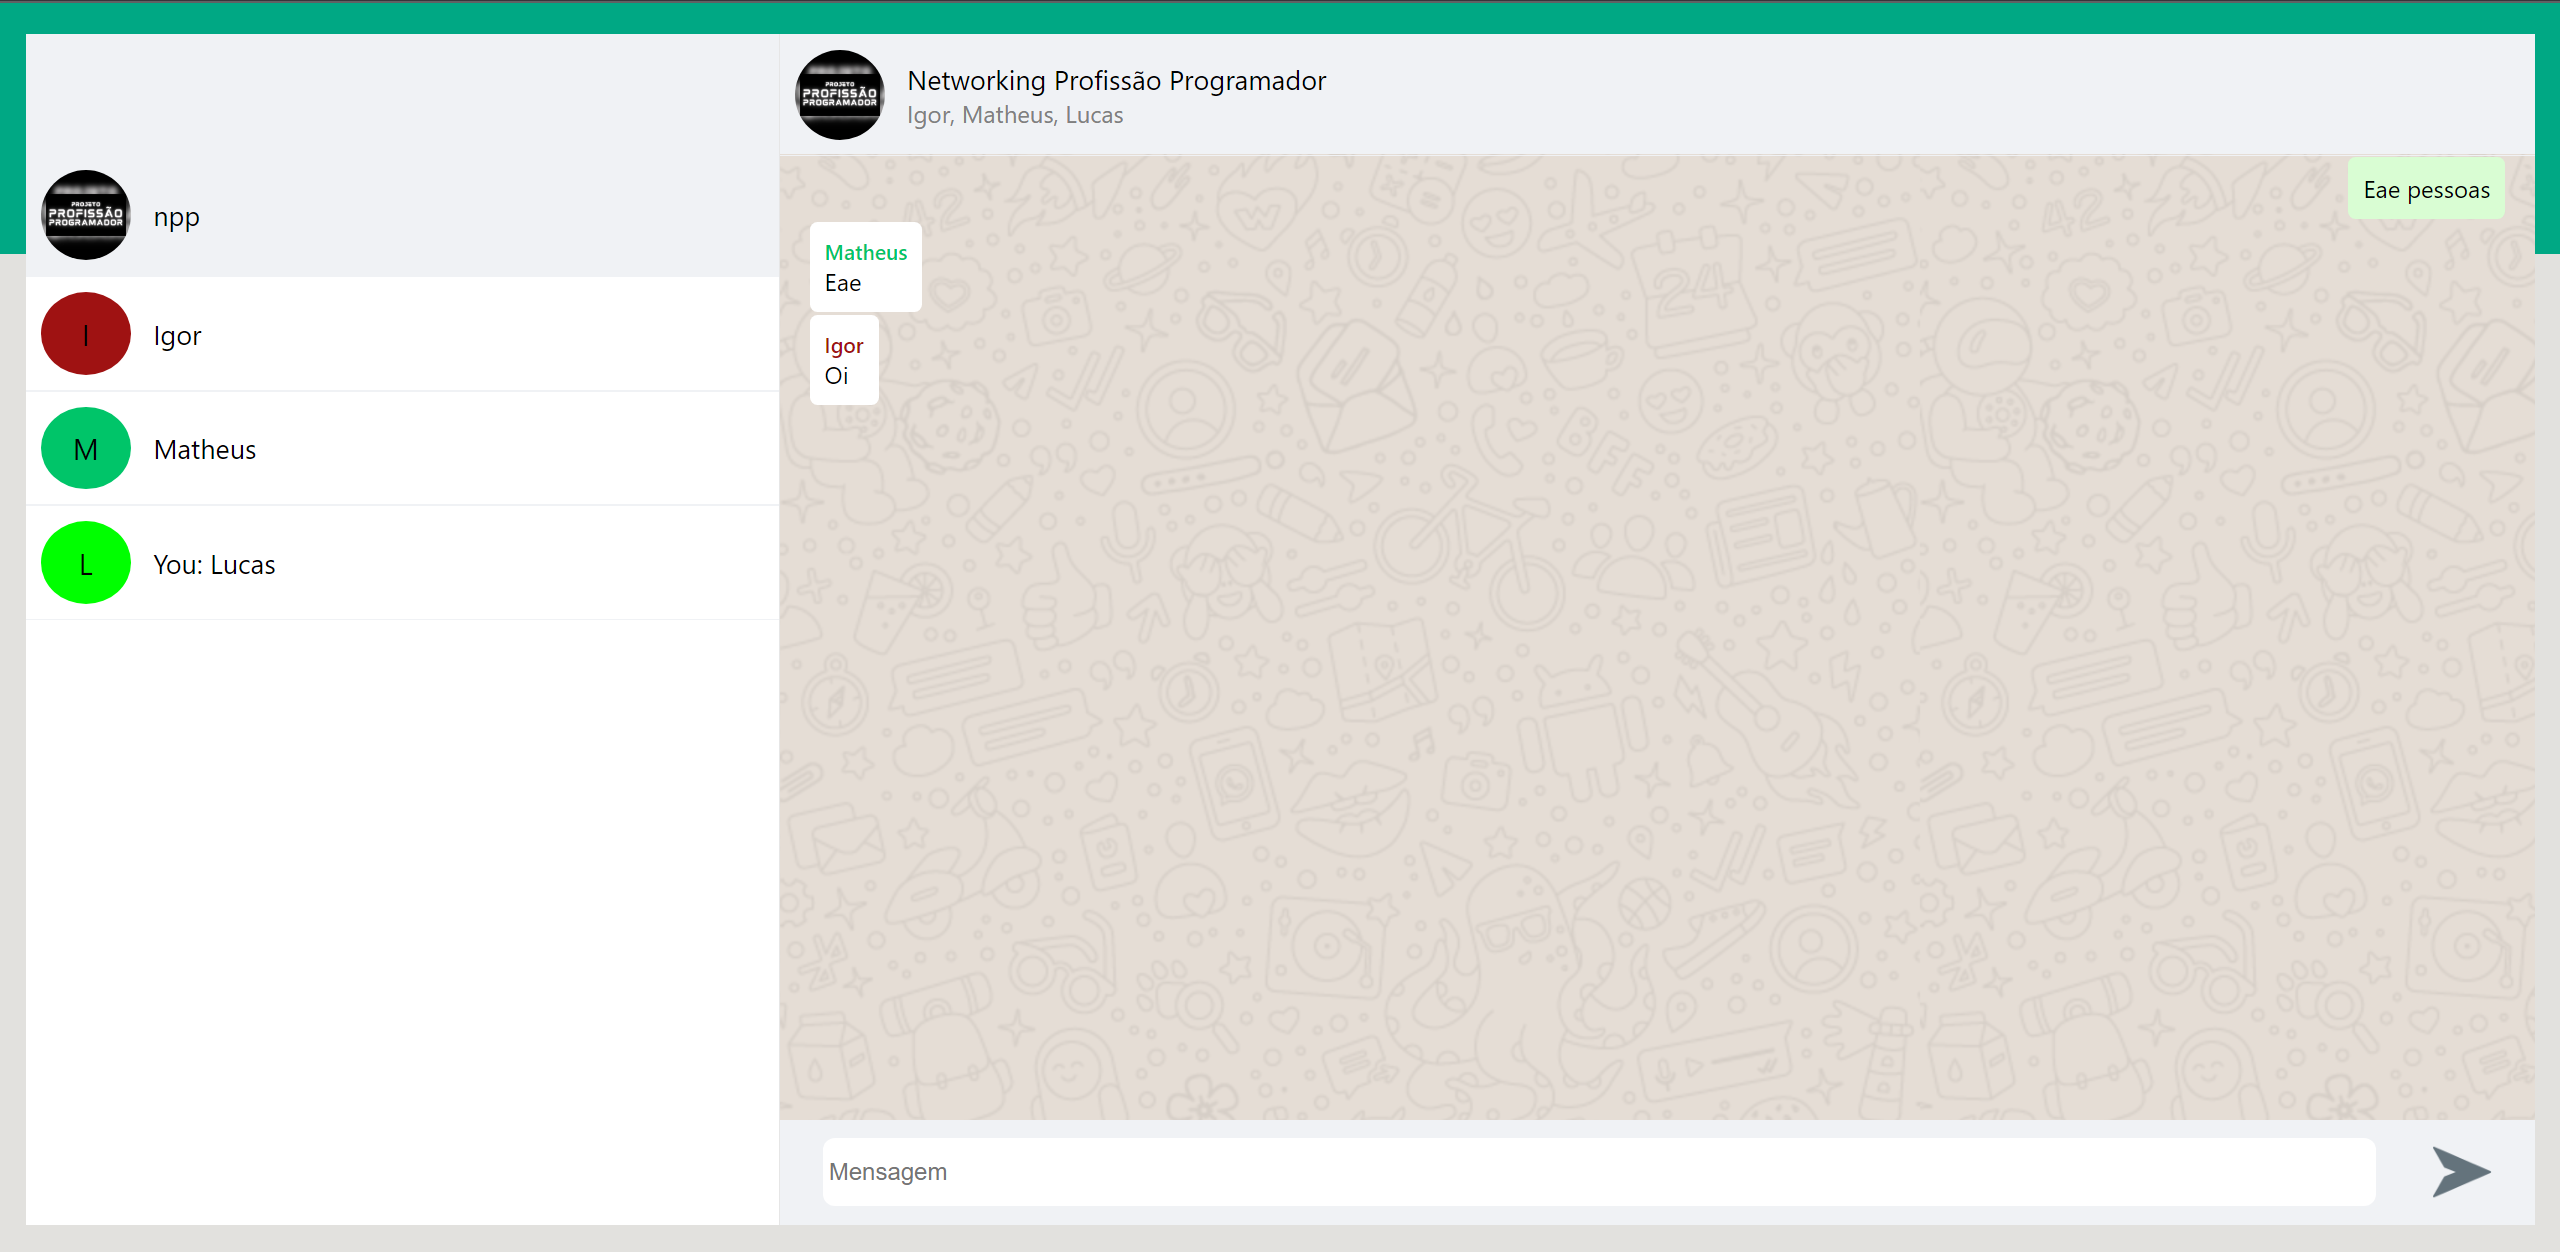 PROJETO
PROFISSÃO
PROGRAMADOR
npp
I
Igor
M
Matheus
L
You: Lucas
PROJETO
PROFISSÃO
PROGRAMADOR
Networking Profissão Programador
Igor, Matheus, Lucas
Eae pessoas
Matheus
Eae
Igor
Oi
Mensagem